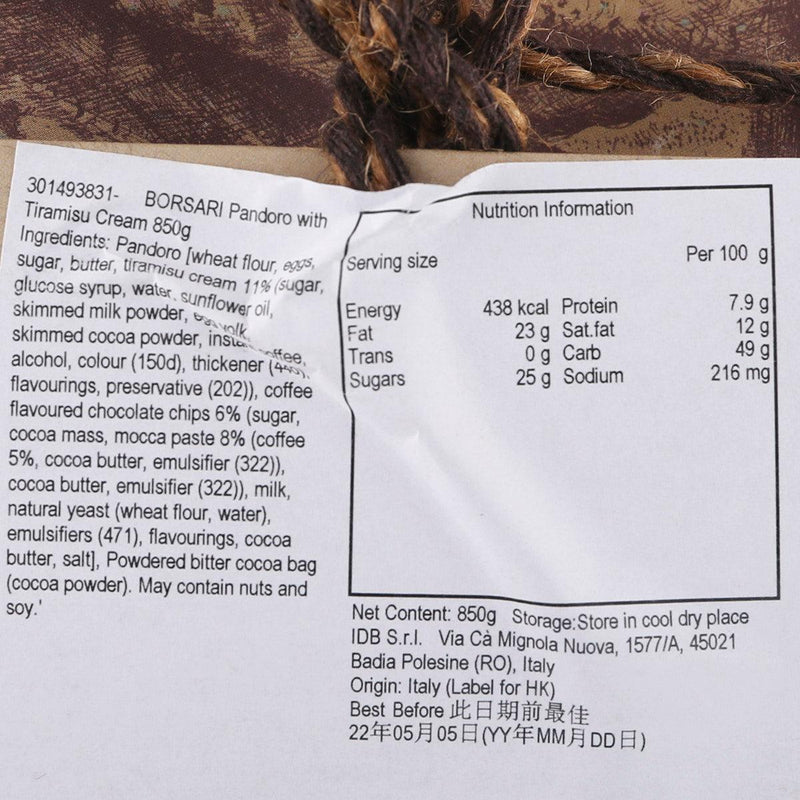 301493831- BORSARI Pandoro with
Tiramisu Cream 850g
Ingredients: Pandoro [wheat flour, eggs,
sugar, butter, tiramisu cream 11% (sugar,
glucose syrup, water, sunflower oil,
skimmed milk powder, egg yolk,
skimmed cocoa powder, instant coffee,
alcohol, colour (150d), thickener (440),
flavourings, preservative (202)), coffee
flavoured chocolate chips 6% (sugar,
cocoa mass, mocca paste 8% (coffee
5%, cocoa butter, emulsifier (322)),
cocoa butter, emulsifier (322)), milk,
natural yeast (wheat flour, water),
emulsifiers (471), flavourings, cocoa
butter, salt], Powdered bitter cocoa bag
(cocoa powder). May contain nuts and
soy.'
Nutrition Information
Serving size Per 100 g
Energy 438 kcal Protein 7.9 g
Fat 23 g Sat.fat 12 g
Trans 0 g Carb 49 g
Sugars 25 g Sodium 216 mg
Net Content: 850g Storage:Store in cool dry place
IDB S.r.l. Via Cà Mignola Nuova, 1577/A, 45021
Badia Polesine (RO), Italy
Origin: Italy (Label for HK)
Best Before 此日期前最佳
22年05月05日(YY年MM月DD日)